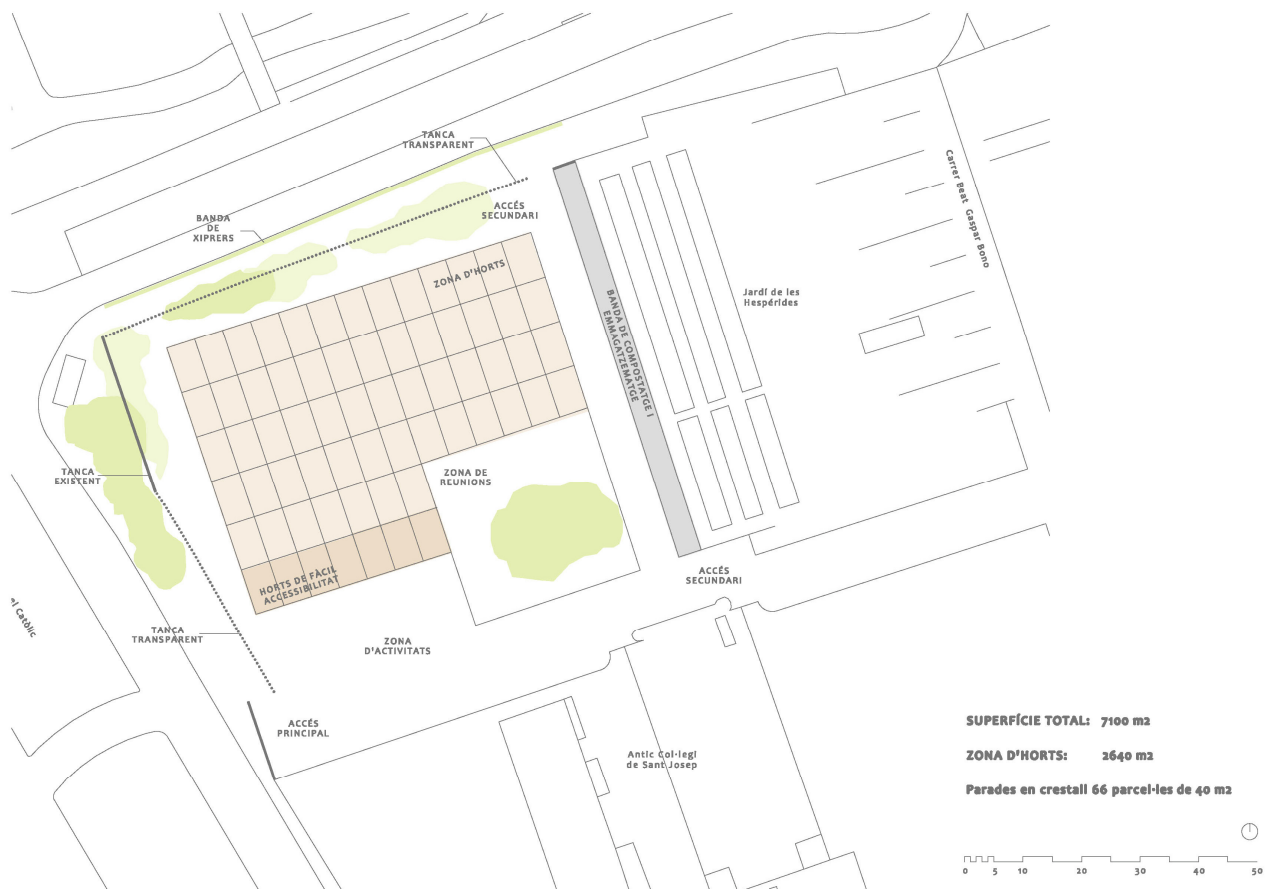 TANCA
TRANSPARENT
ACCÉS
SECUNDARI
BANDA
DE
XIPRERS
ZONA D'HORTS
Carrer Beat Gaspar Bono
Jardí de les
Hespérides
BANDA DE COMPOSTATGE I
EMMAGATZEMATGE
TANCA
EXISTENT
ZONA DE
REUNIONS
HORTS DE FÀCIL
ACCESSIBILITAT
ACCÉS
SECUNDARI
al Catòlic
TANCA
TRANSPARENT
ZONA
D'ACTIVITATS
ACCÉS
PRINCIPAL
Antic Col·legi
de Sant Josep
SUPERFÍCIE TOTAL: 7100 m2
ZONA D'HORTS: 2640 m2
Parades en crestall 66 parcel·les de 40 m2
0 5 10 20 30 40 50